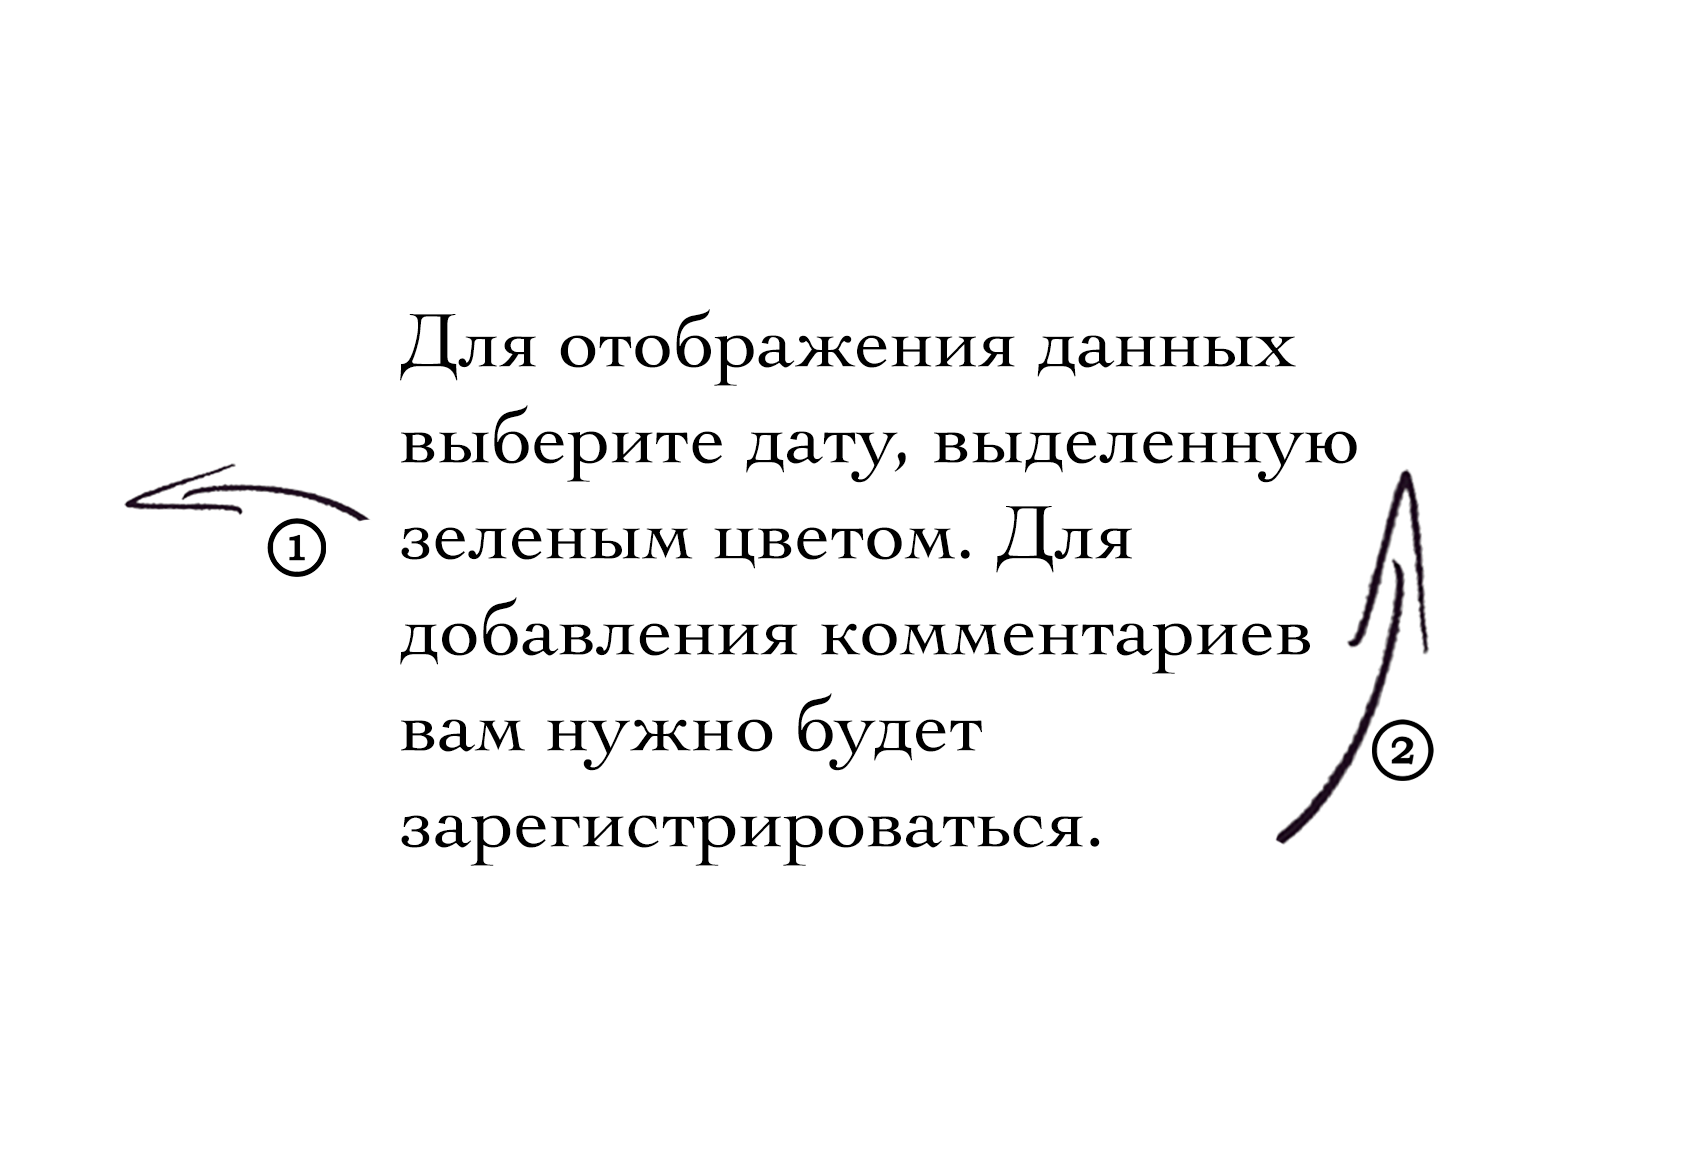 Для отображения данных
выберите дату, выделенную
зеленым цветом. Для
добавления комментариев
вам нужно будет
зарегистрироваться.
1
2